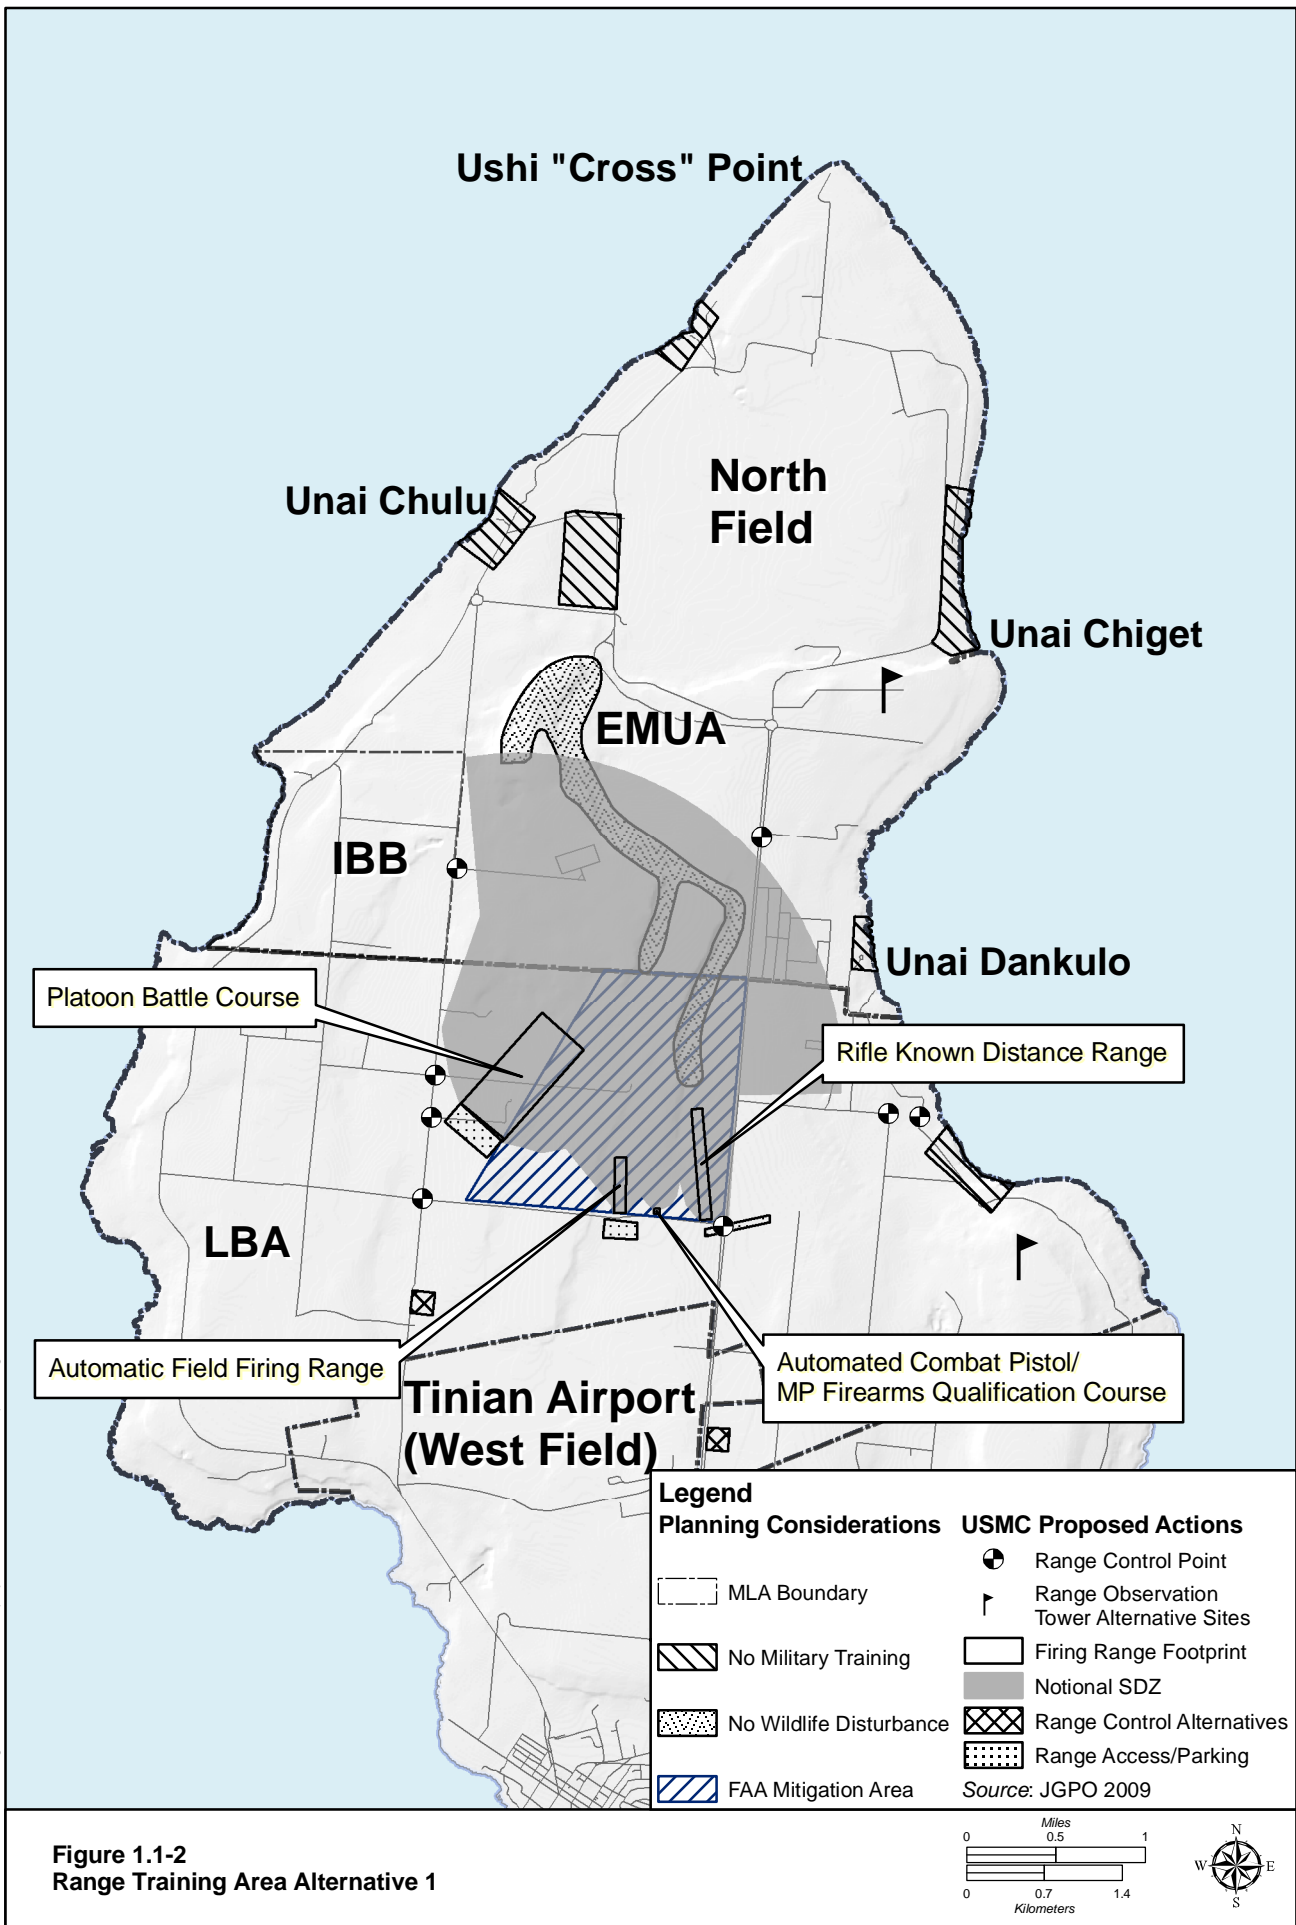 Ushi "Cross" Point
North
Field
Unai Chulu
Unai Chiget
EMUA
IBB
Unai Dankulo
Platoon Battle Course
Rifle Known Distance Range
LBA
Automatic Field Firing Range
Automated Combat Pistol/
MP Firearms Qualification Course
Tinian Airport
(West Field)
Legend
Planning Considerations
MLA Boundary
No Military Training
No Wildlife Disturbance
FAA Mitigation Area
USMC Proposed Actions
Range Control Point
Range Observation
Tower Alternative Sites
Firing Range Footprint
Notional SDZ
Range Control Alternatives
Range Access/Parking
Source: JGPO 2009
Figure 1.1-2
Range Training Area Alternative 1
Miles
0 0.5 1
0 0.7 1.4
Kilometers
N
W E
S